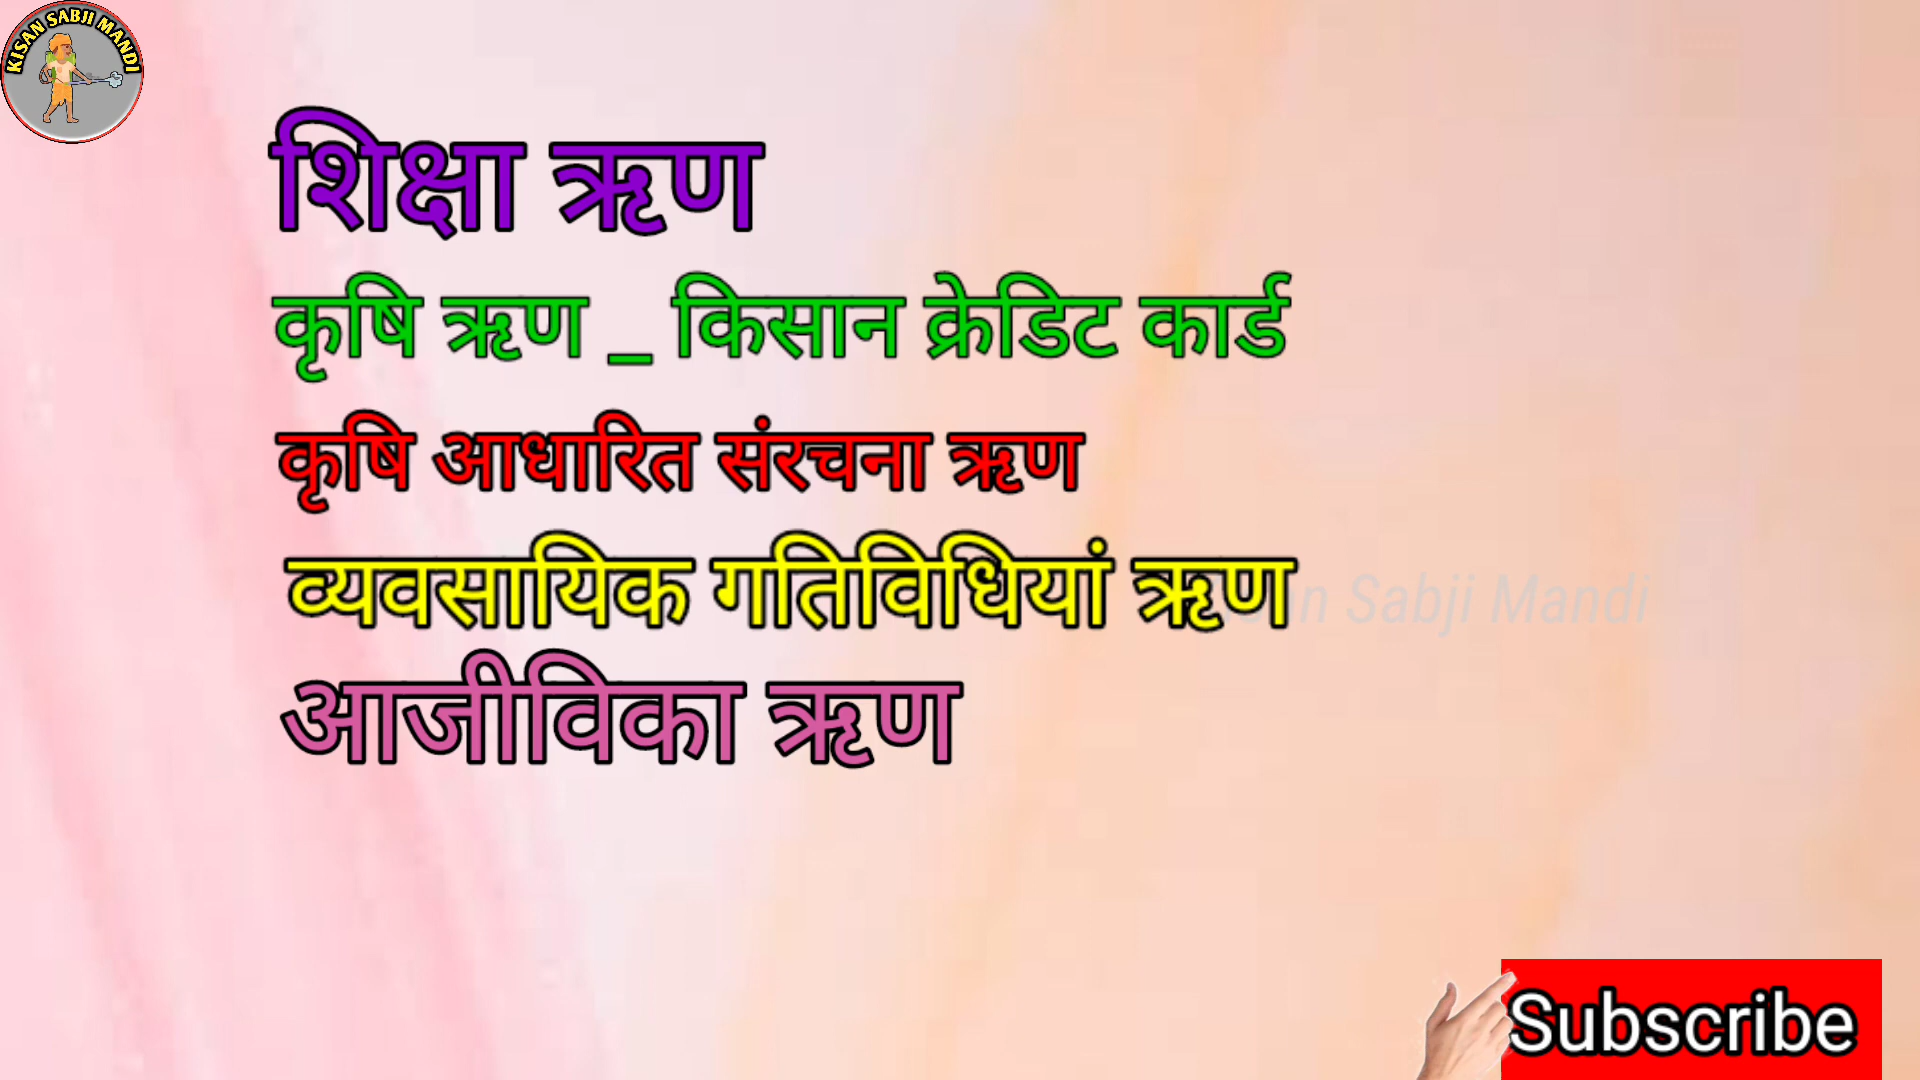 KISAN SABJI MANDI
शिक्षा ऋण
कृषि ऋण _ किसान क्रेडिट कार्ड
कृषि आधारित संरचना ऋण
व्यवसायिक गतिविधियां ऋण
Sabji Mandi
आजीविका ऋण
Subscribe